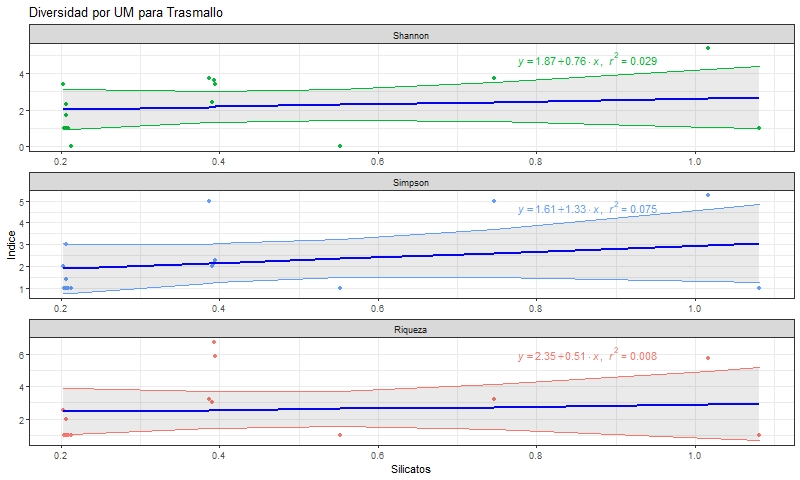 Diversidad por UM para Trasmallo
Shannon
y = 1.87+0.76 · x, r² = 0.029
4
2
0
0.2 0.4 0.6 0.8 1.0
Simpson
y = 1.61+1.33 · x, r² = 0.075
5
4
3
2
1
0.2 0.4 0.6 0.8 1.0
Indice
Riqueza
y = 2.35+0.51 · x, r² = 0.008
6
4
2
0.2 0.4 0.6 0.8 1.0
Silicatos